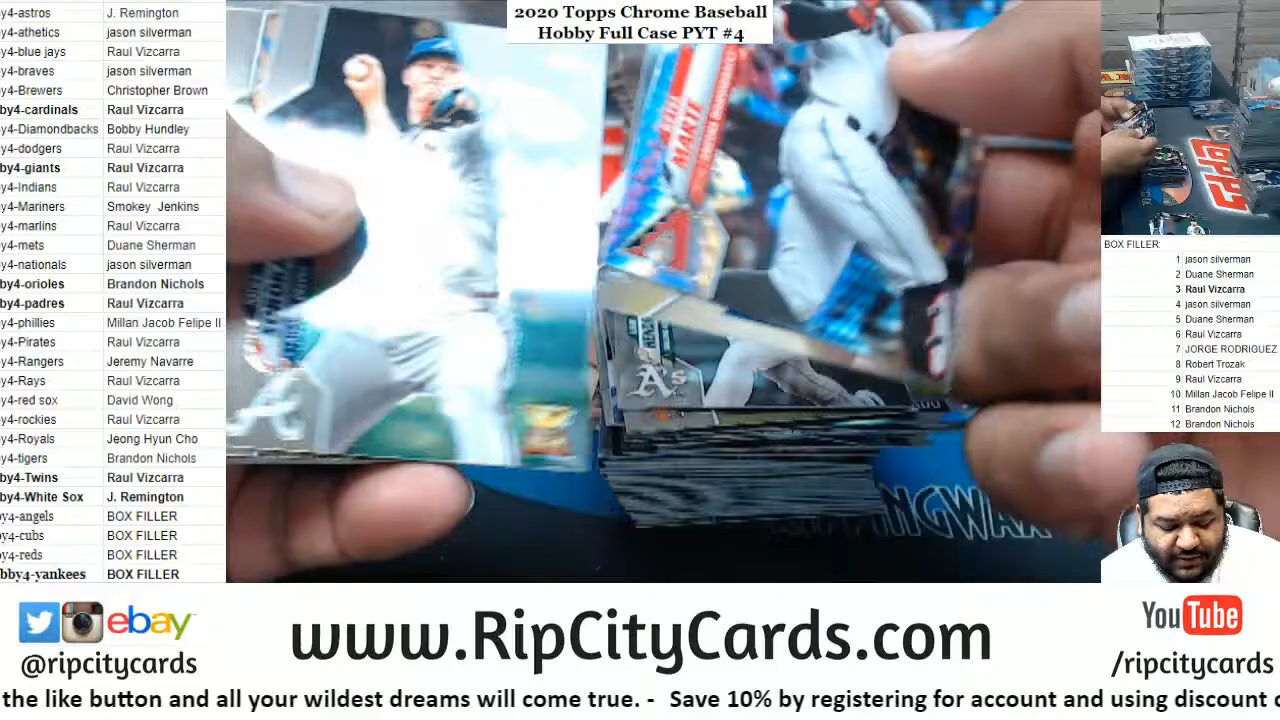 2020 Topps Chrome Baseball
Hobby Full Case PYT #4
y4-astros J. Remington
y4-athetics jason silverman
y4-blue jays Raul Vizcarra
y4-braves jason silverman
y4-Brewers Christopher Brown
by4-cardinals Raul Vizcarra
y4-Diamondbacks Bobby Hundley
y4-dodgers Raul Vizcarra
by4-giants Raul Vizcarra
y4-Indians Raul Vizcarra
y4-Mariners Smokey Jenkins
y4-marlins Raul Vizcarra
y4-mets Duane Sherman
y4-nationals jason silverman
by4-orioles Brandon Nichols
by4-padres Raul Vizcarra
y4-phillies Millan Jacob Felipe II
y4-Pirates Raul Vizcarra
y4-Rangers Jeremy Navarre
y4-Rays Raul Vizcarra
y4-red sox David Wong
y4-rockies Raul Vizcarra
y4-Royals Jeong Hyun Cho
y4-tigers Brandon Nichols
by4-Twins Raul Vizcarra
by4-White Sox J. Remington
y4-angels BOX FILLER
y4-cubs BOX FILLER
y4-reds BOX FILLER
bby4-yankees BOX FILLER
MARTE
A's
A
topps
BOX FILLER:
1 jason silverman
2 Duane Sherman
3 Raul Vizcarra
4 jason silverman
5 Duane Sherman
6 Raul Vizcarra
7 JORGE RODRIGUEZ
8 Robert Trozak
9 Raul Vizcarra
10 Millan Jacob Felipe II
11 Brandon Nichols
12 Brandon Nichols
ebay
@ripcitycards
www.RipCityCards.com
YouTube
/ripcitycards
the like button and all your wildest dreams will come true. - Save 10% by registering for account and using discount